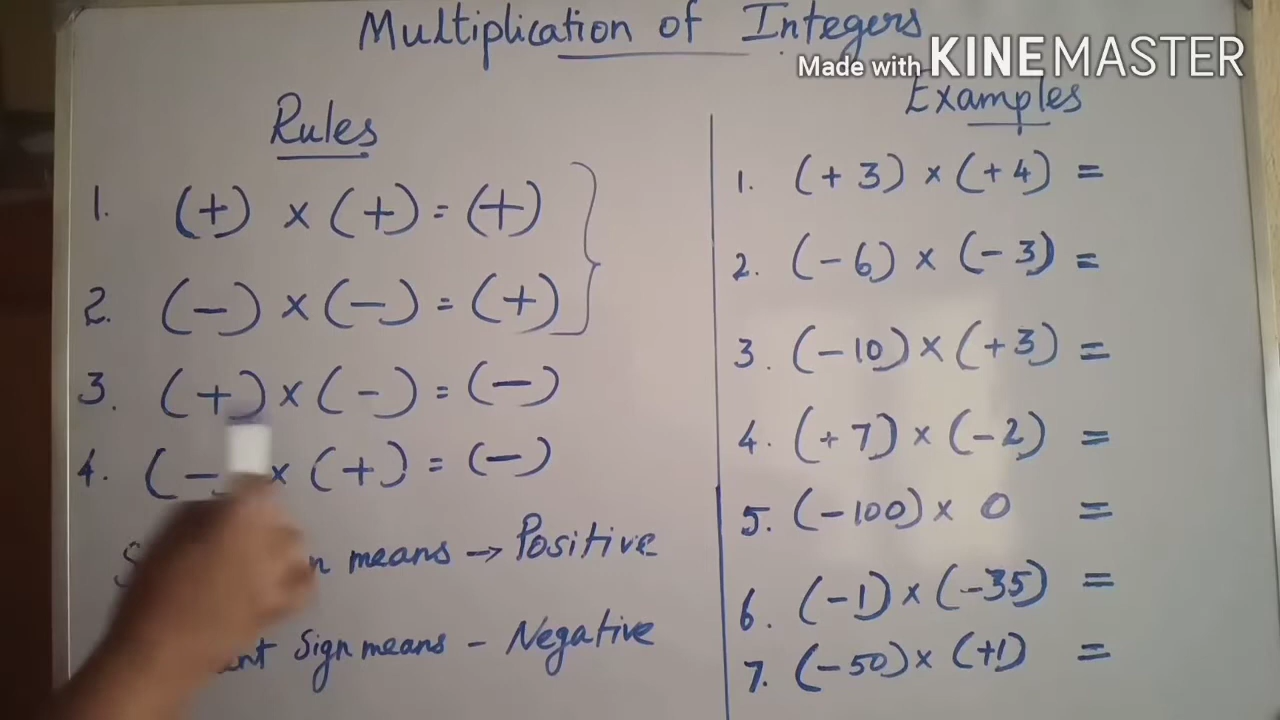 Multiplication of Integers
Made with KINEMASTER
Rules
1. (+) × (+) = (+)
2. (-) × (-) = (+)
3. (+) × (-) = (-)
4. (- × (+) = (-)
means → Positive
Sign means - Negative
Examples
1. (+3) × (+4) =
2. (-6) × (-3) =
3. (-10) × (+3) =
4. (+7) × (-2) =
5. (-100) × 0 =
6. (-1) × (-35) =
7. (-50) × (+1) =